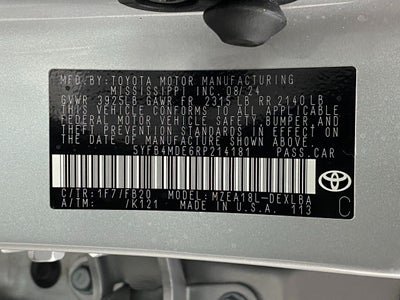 MFD. BY: TOYOTA MOTOR MANUFACTURING
MISSISSIPPI INC. 08/24
GVWR 3925LB GAWR FR 2315 LB RR 2140 LB
THIS VEHICLE CONFORMS TO ALL APPLICABLE
FEDERAL MOTOR VEHICLE SAFETY, BUMPER
AND THEFT PREVENTION STANDARDS IN EFFECT ON
THE DATE OF MANUFACTURE SHOWN ABOVE.
5YFB4MDE6RP214181 PASS.CAR
C/TR:1F7/FB20 MODEL:MZEA18L-DEXLBA
A/TM: /K121 MADE IN U.S.A. 113
C